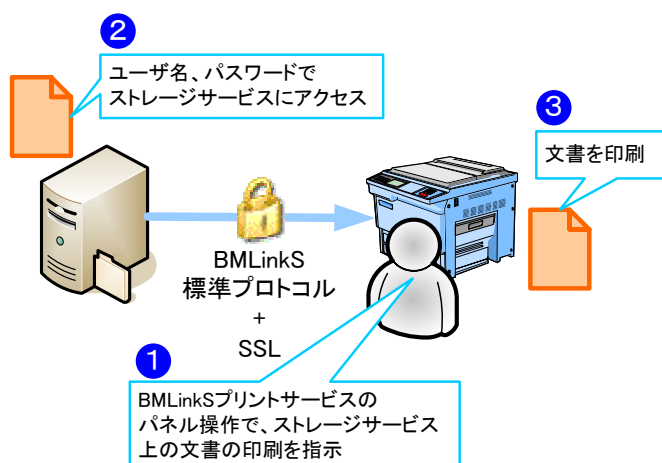 2
ユーザ名、パスワードで
ストレージサービスにアクセス
3
文書を印刷
BMLinkS
標準プロトコル
+
SSL
1
BMLinkSプリントサービスの
パネル操作で、ストレージサービス
上の文書の印刷を指示